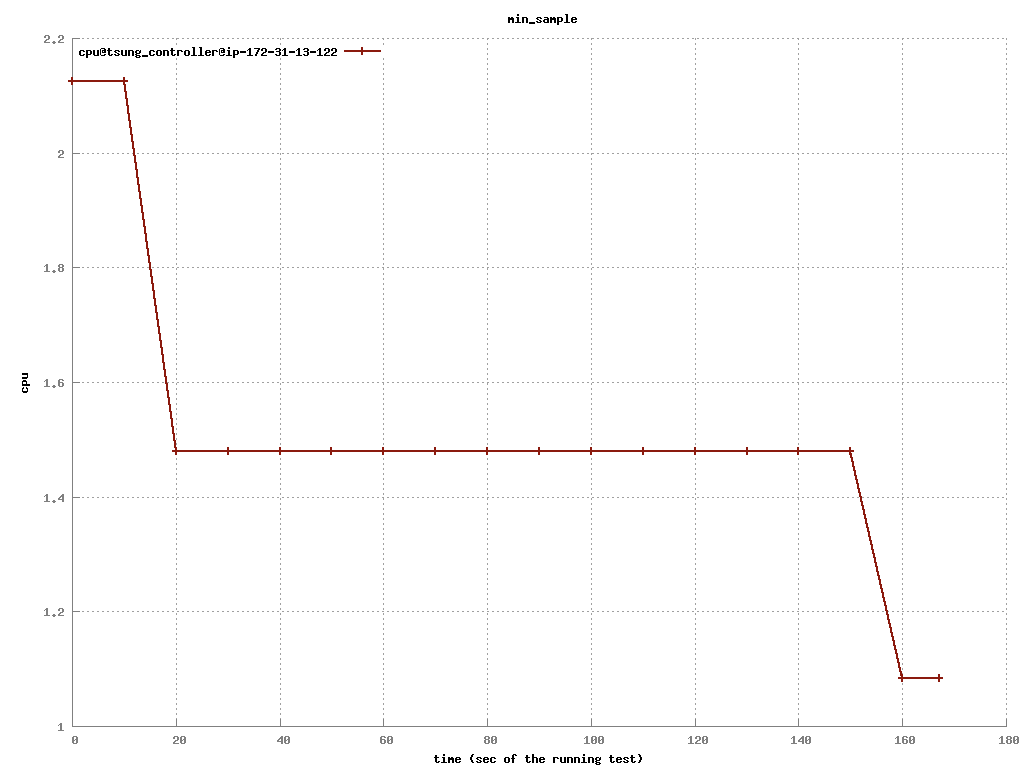 min_sample
cpu@tsung_controller@ip-172-31-13-122
2.2
2
1.8
1.6
1.4
1.2
1
cpu
0 20 40 60 80 100 120 140 160 180
time (sec of the running test)